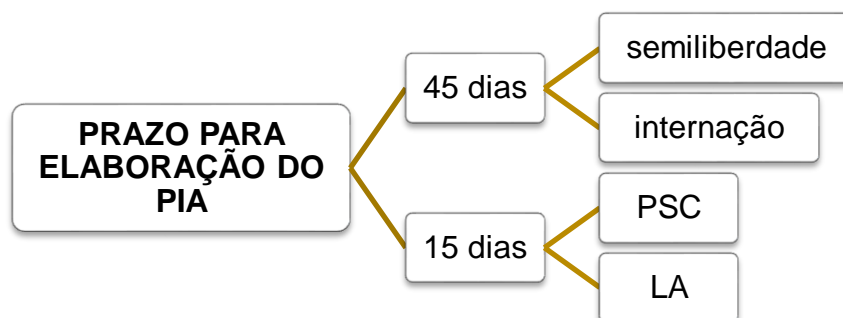 PRAZO PARA
ELABORAÇÃO DO
PIA
45 dias
semiliberdade
internação
15 dias
PSC
LA